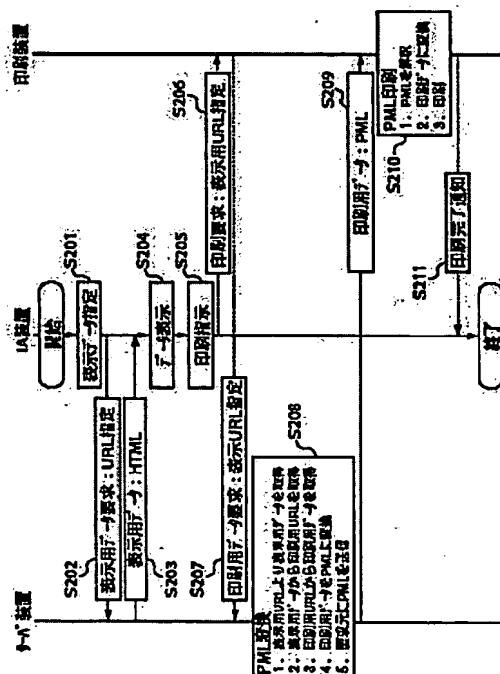 サーバ装置
IA装置
印刷装置
開始
S201
表示データ指定
S202
表示用データ要求：URL指定
表示用データ：HTML
S203
S204
データ表示
S205
印刷指示
S206
印刷要求：表示用URL指定
S207
印刷用データ要求：表示URL指定
S208
PML変換
1. 表示用URLより表示用データを取得
2. 表示用データから印刷用URLを取得
3. 印刷用URLから印刷用データを取得
4. 印刷用データをPMLに変換
5. 要求元にPMLを送信
S209
印刷用データ：PML
PML印刷
1. PMLを解釈
2. 印刷データに変換
3. 印刷
S210
S211
印刷完了通知
終了